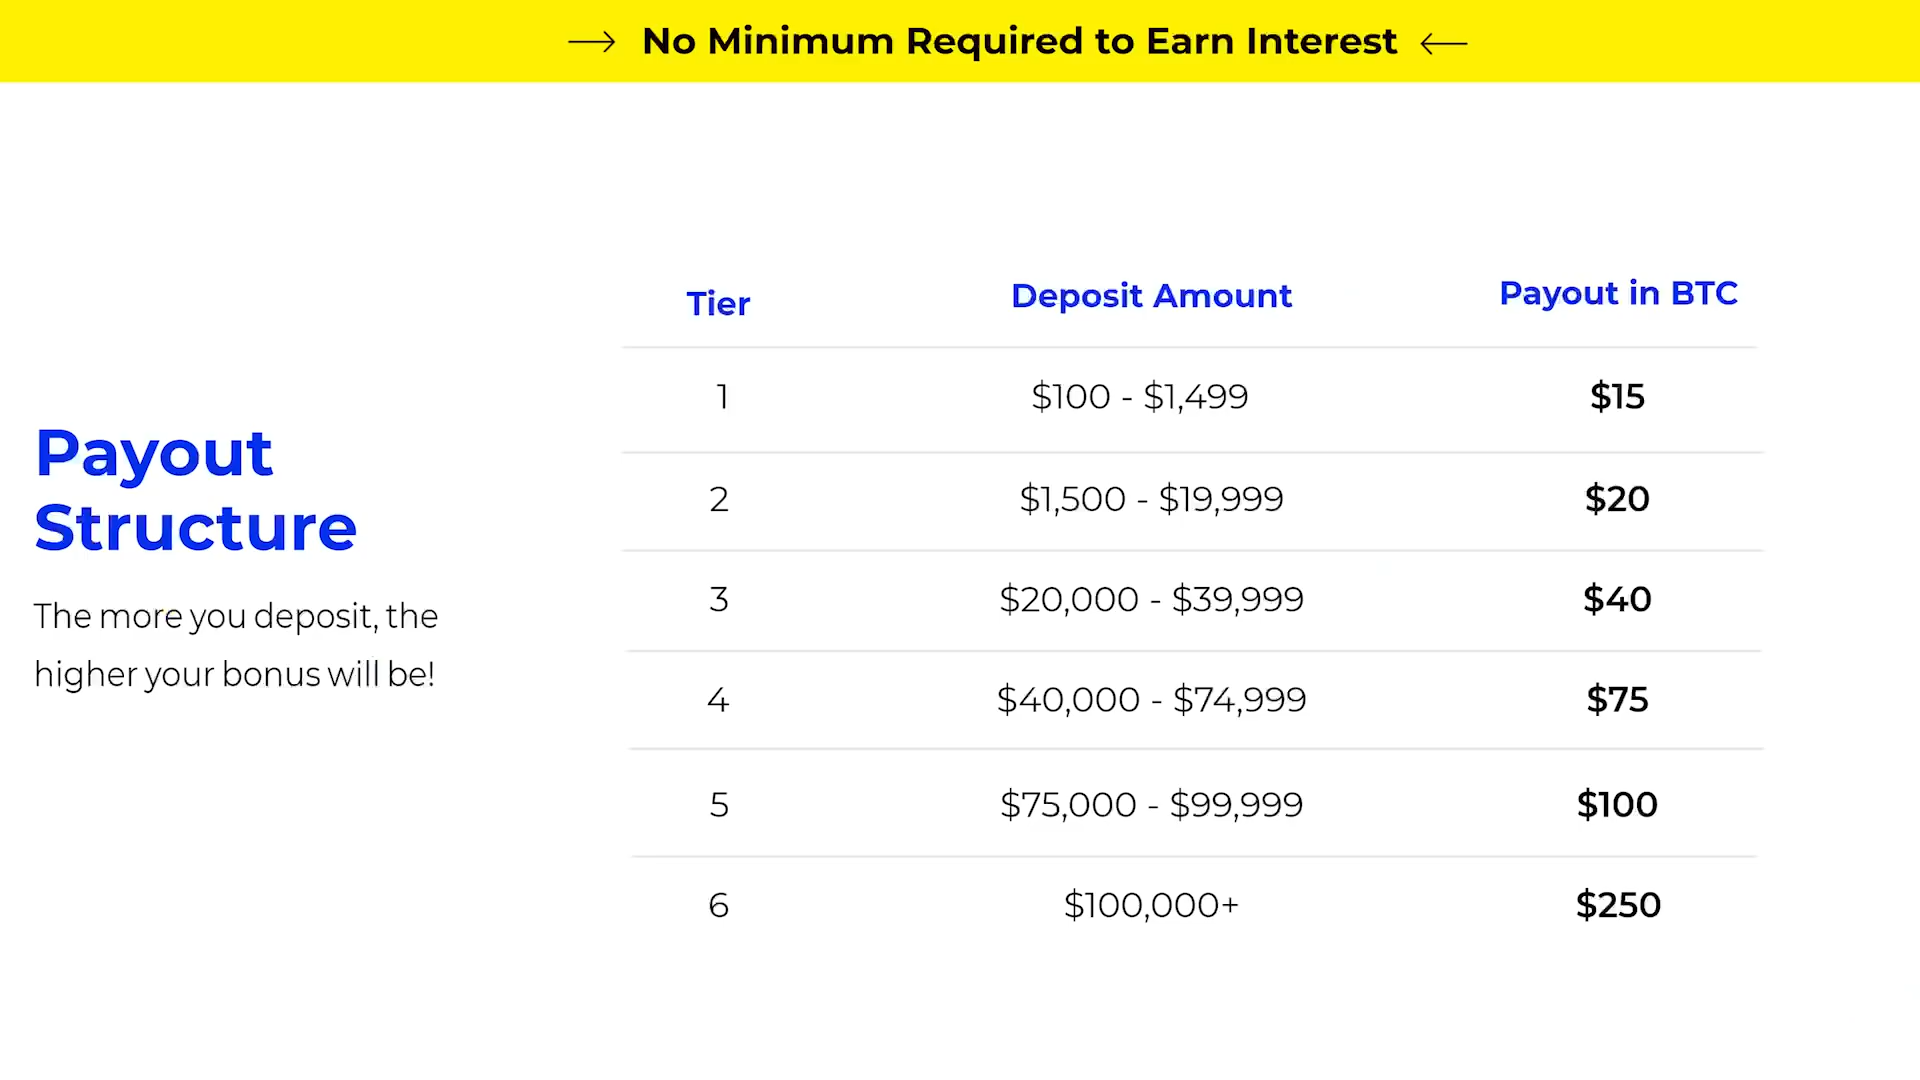 → No Minimum Required to Earn Interest ←
Payout
Structure
The more you deposit, the
higher your bonus will be!
Tier Deposit Amount Payout in BTC
1 $100 - $1,499 $15
2 $1,500 - $19,999 $20
3 $20,000 - $39,999 $40
4 $40,000 - $74,999 $75
5 $75,000 - $99,999 $100
6 $100,000+ $250